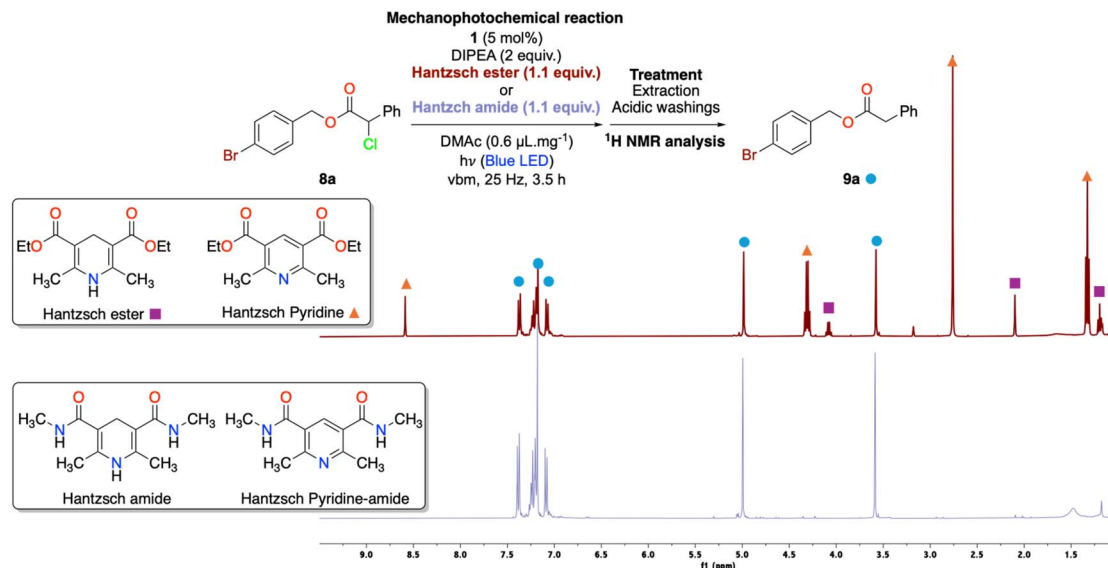 Mechanophotochemical reaction
1 (5 mol%)
DIPEA (2 equiv.)
Hantzsch ester (1.1 equiv.)
or
Hantzch amide (1.1 equiv.)
DMAc (0.6 µL.mg⁻¹)
hν (Blue LED)
vbm, 25 Hz, 3.5 h
Treatment
Extraction
Acidic washings
¹H NMR analysis
O
O
Ph
Cl
Br
8a
O
O
Ph
Br
9a
O
O
EtO
OEt
H₃C
N
H
CH₃
Hantzsch ester
O
O
EtO
OEt
H₃C
N
CH₃
Hantzsch Pyridine
O
O
H₃C
N
H
N
H
CH₃
H₃C
N
H
CH₃
Hantzsch amide
O
O
H₃C
N
H
N
H
CH₃
H₃C
N
CH₃
Hantzsch Pyridine-amide
9.0 8.5 8.0 7.5 7.0 6.5 6.0 5.5 5.0 4.5 4.0 3.5 3.0 2.5 2.0 1.5 1.0
f1 (ppm)